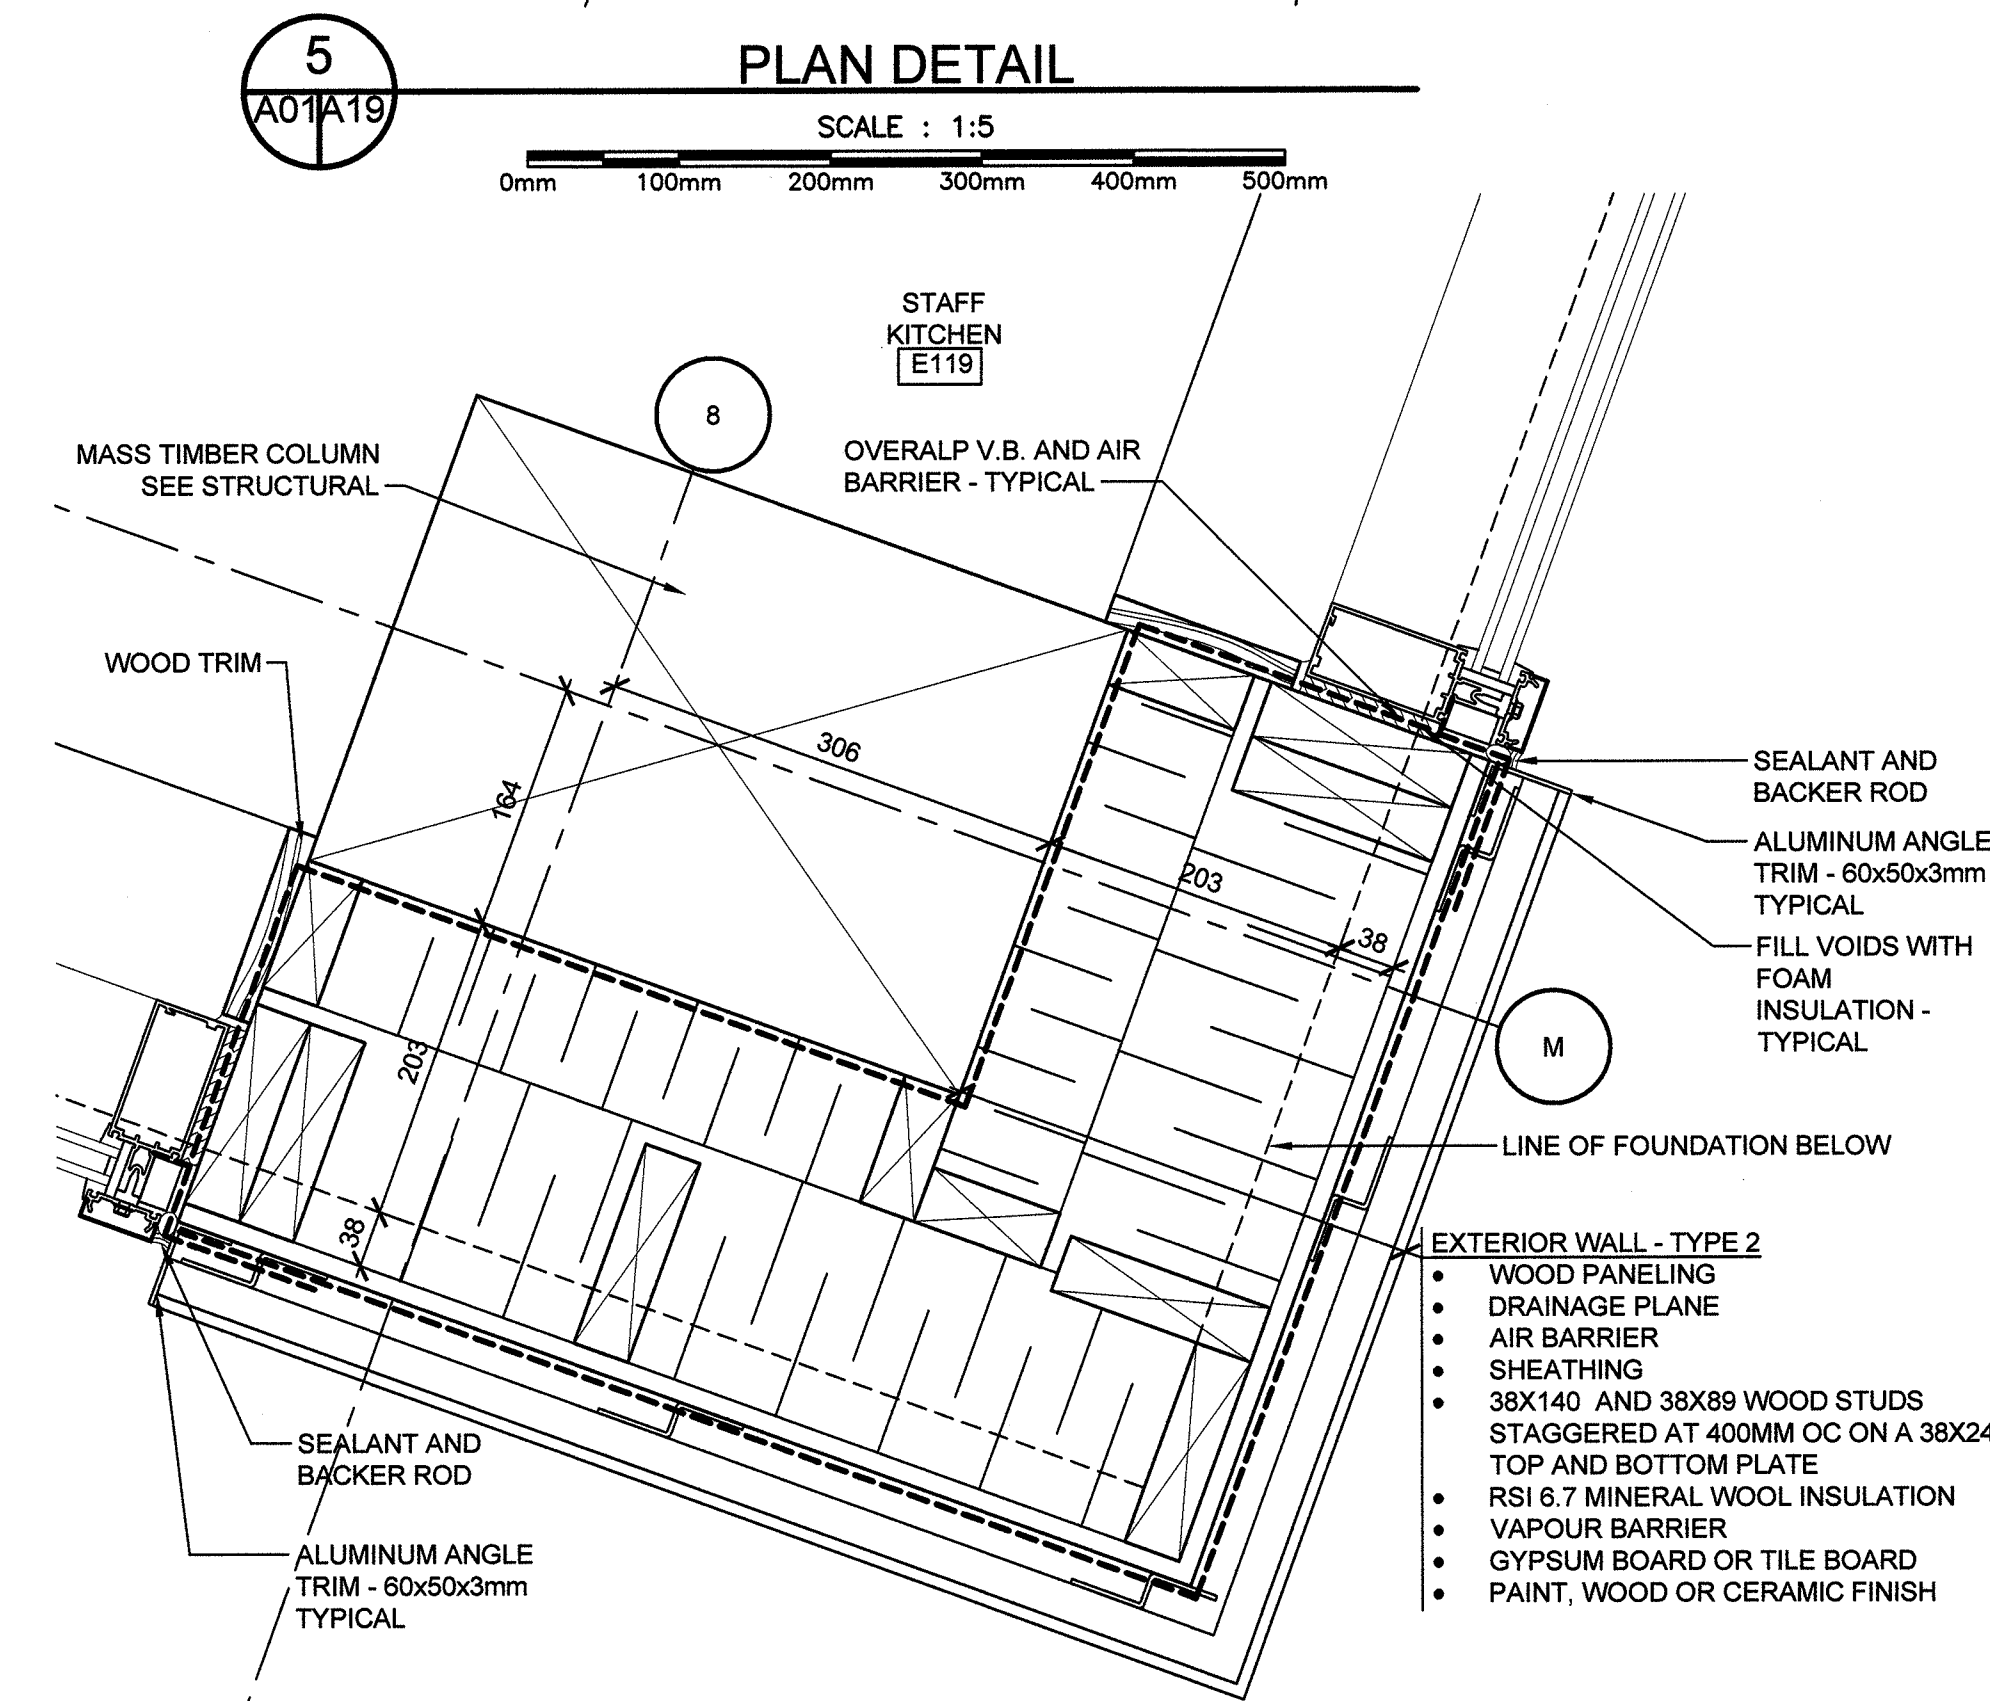 5
A01 A19
PLAN DETAIL
SCALE : 1:5
0mm 100mm 200mm 300mm 400mm 500mm
STAFF
KITCHEN
E119
8
MASS TIMBER COLUMN
SEE STRUCTURAL
OVERALP V.B. AND AIR
BARRIER - TYPICAL
WOOD TRIM
306
164
203
38
203
38
SEALANT AND
BACKER ROD
ALUMINUM ANGLE
TRIM - 60x50x3mm
TYPICAL
FILL VOIDS WITH
FOAM
INSULATION -
TYPICAL
M
LINE OF FOUNDATION BELOW
EXTERIOR WALL - TYPE 2
• WOOD PANELING
• DRAINAGE PLANE
• AIR BARRIER
• SHEATHING
• 38X140 AND 38X89 WOOD STUDS
STAGGERED AT 400MM OC ON A 38X24
TOP AND BOTTOM PLATE
• RSI 6.7 MINERAL WOOL INSULATION
• VAPOUR BARRIER
• GYPSUM BOARD OR TILE BOARD
• PAINT, WOOD OR CERAMIC FINISH
SEALANT AND
BACKER ROD
ALUMINUM ANGLE
TRIM - 60x50x3mm
TYPICAL